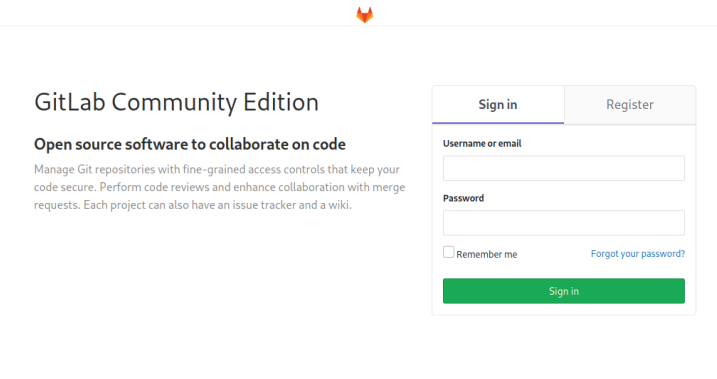 GitLab Community Edition
Open source software to collaborate on code
Manage Git repositories with fine-grained access controls that keep your
code secure. Perform code reviews and enhance collaboration with merge
requests. Each project can also have an issue tracker and a wiki.
Sign in
Register
Username or email
Password
Remember me
Forgot your password?
Sign in